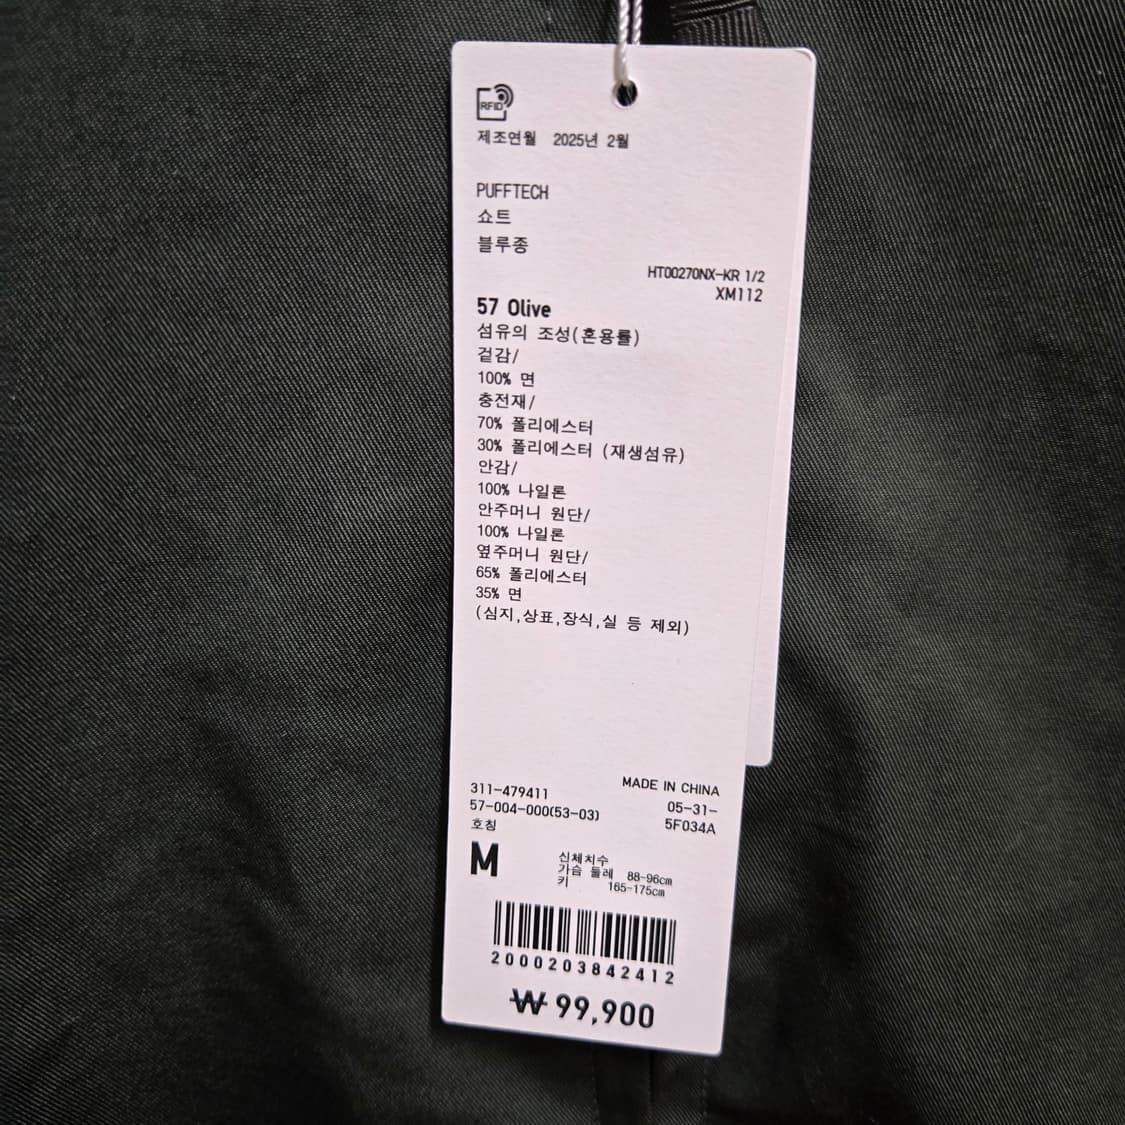 RFID
제조연월 2025년 2월
PUFFTECH
쇼트
블루종
HT00270NX-KR 1/2
XM112
57 Olive
섬유의 조성(혼용률)
겉감/
100% 면
충전재/
70% 폴리에스터
30% 폴리에스터 (재생섬유)
안감/
100% 나일론
안주머니 원단/
100% 나일론
옆주머니 원단/
65% 폴리에스터
35% 면
(심지,상표,장식,실 등 제외)
MADE IN CHINA
311-479411
57-004-000(53-03)
05-31-
5F034A
호칭
M
신체치수
가슴 둘레 88-96cm
키 165-175cm
2000203842412
₩ 99,900